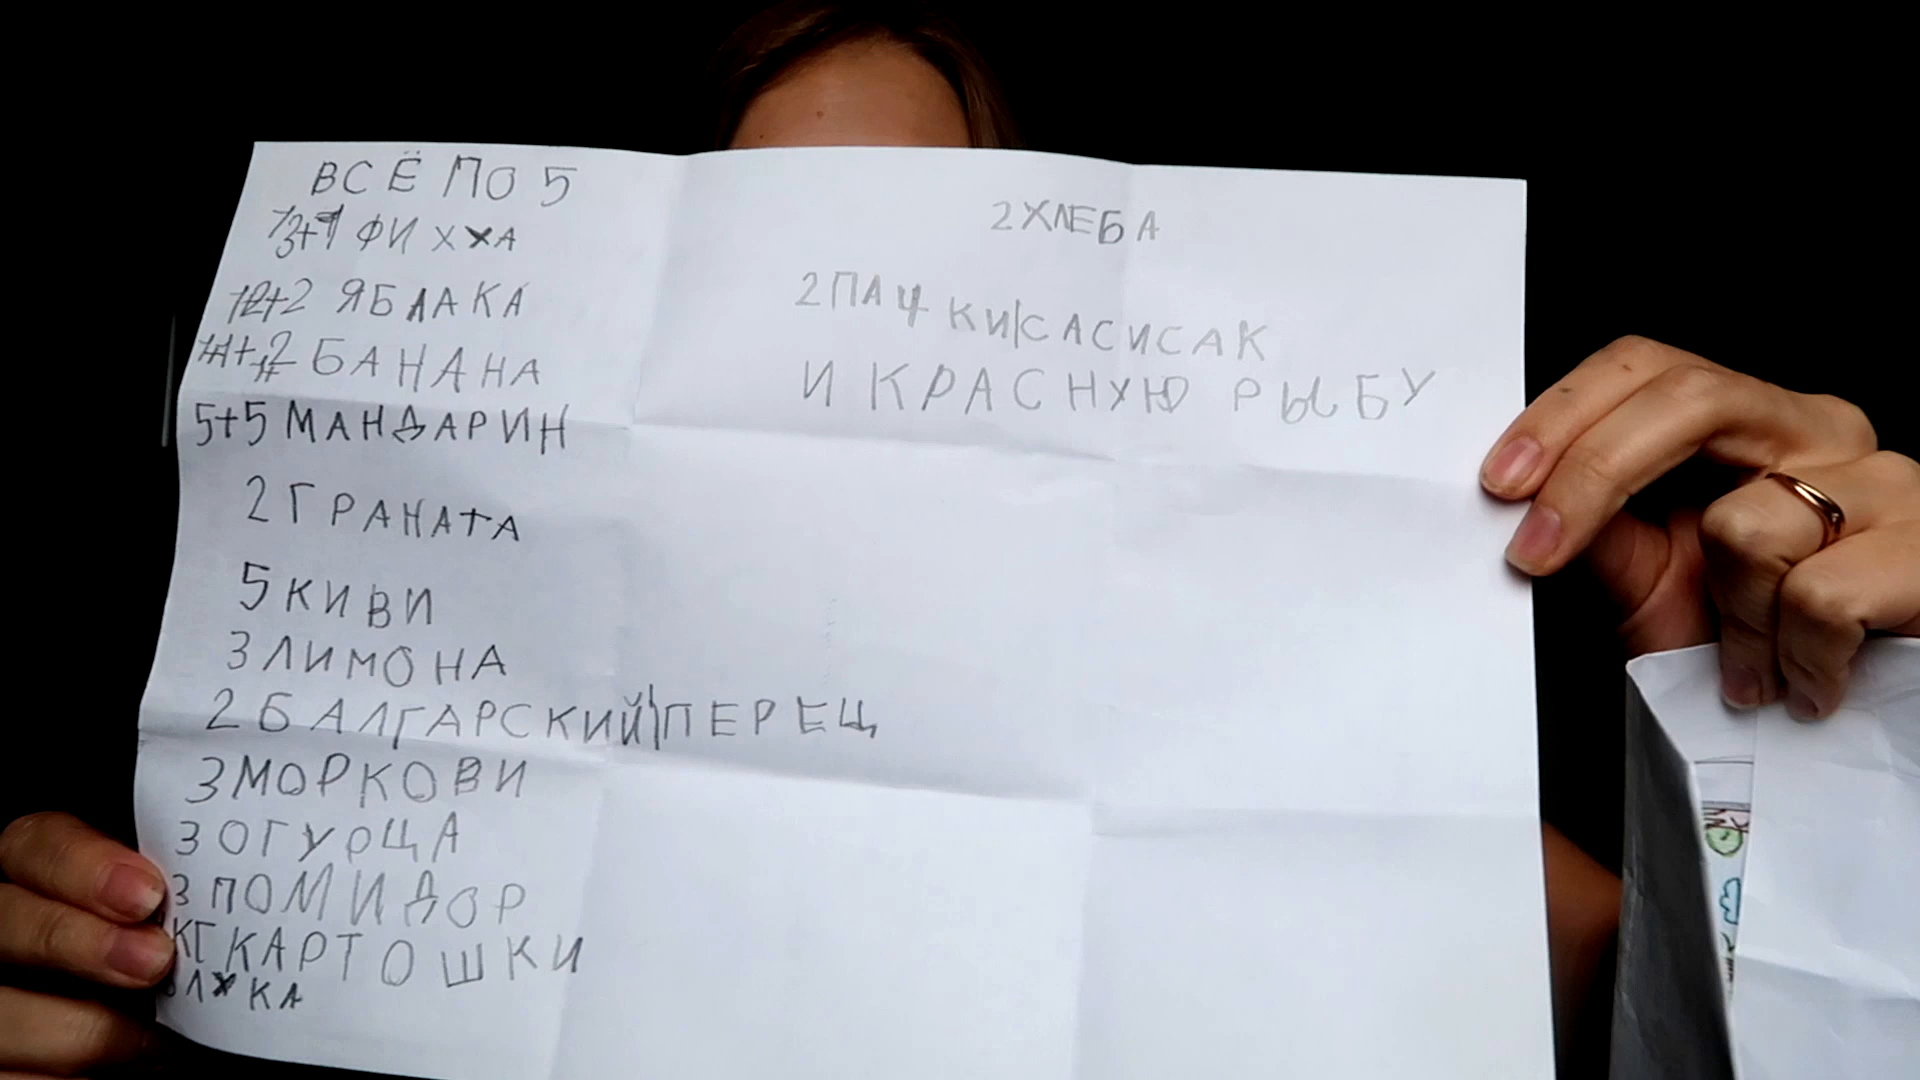 ВСЁ ПО 5
3+1 ФИХХА
2+2 ЯБЛАКА
2 БАНАНА
5+5 МАНДАРИН
2 ГРАНАТА
5 КИВИ
3 ЛИМОНА
2 БАЛГАРСКИЙ|ПЕРЕЦ
3 МОРКОВИ
3 ОГУРЦА
3 ПОМИДОР
КГ КАРТОШКИ
2 ХЛЕБА
2 ПАЧКИ|САСИСАК
И КРАСНУЮ РЫБУ